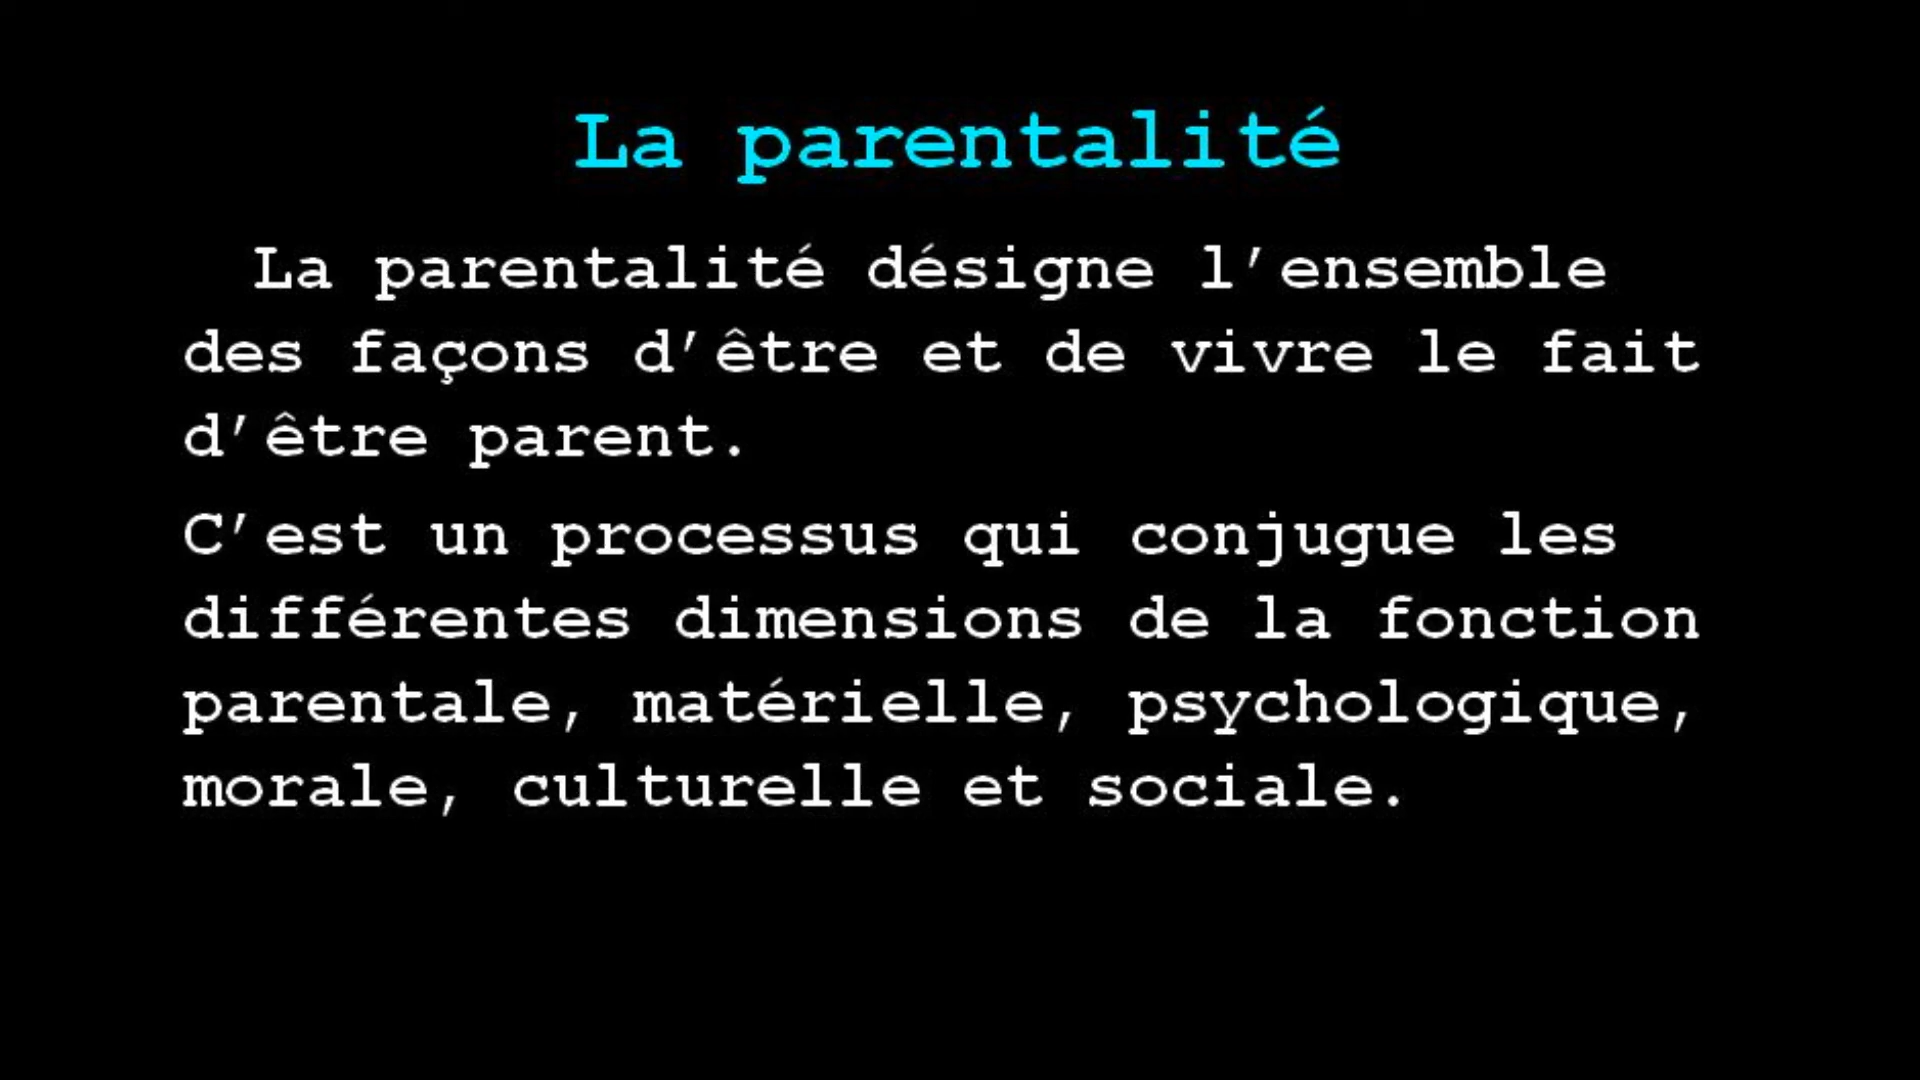 La parentalité
La parentalité désigne l’ensemble
des façons d’être et de vivre le fait
d’être parent.
C’est un processus qui conjugue les
différentes dimensions de la fonction
parentale, matérielle, psychologique,
morale, culturelle et sociale.